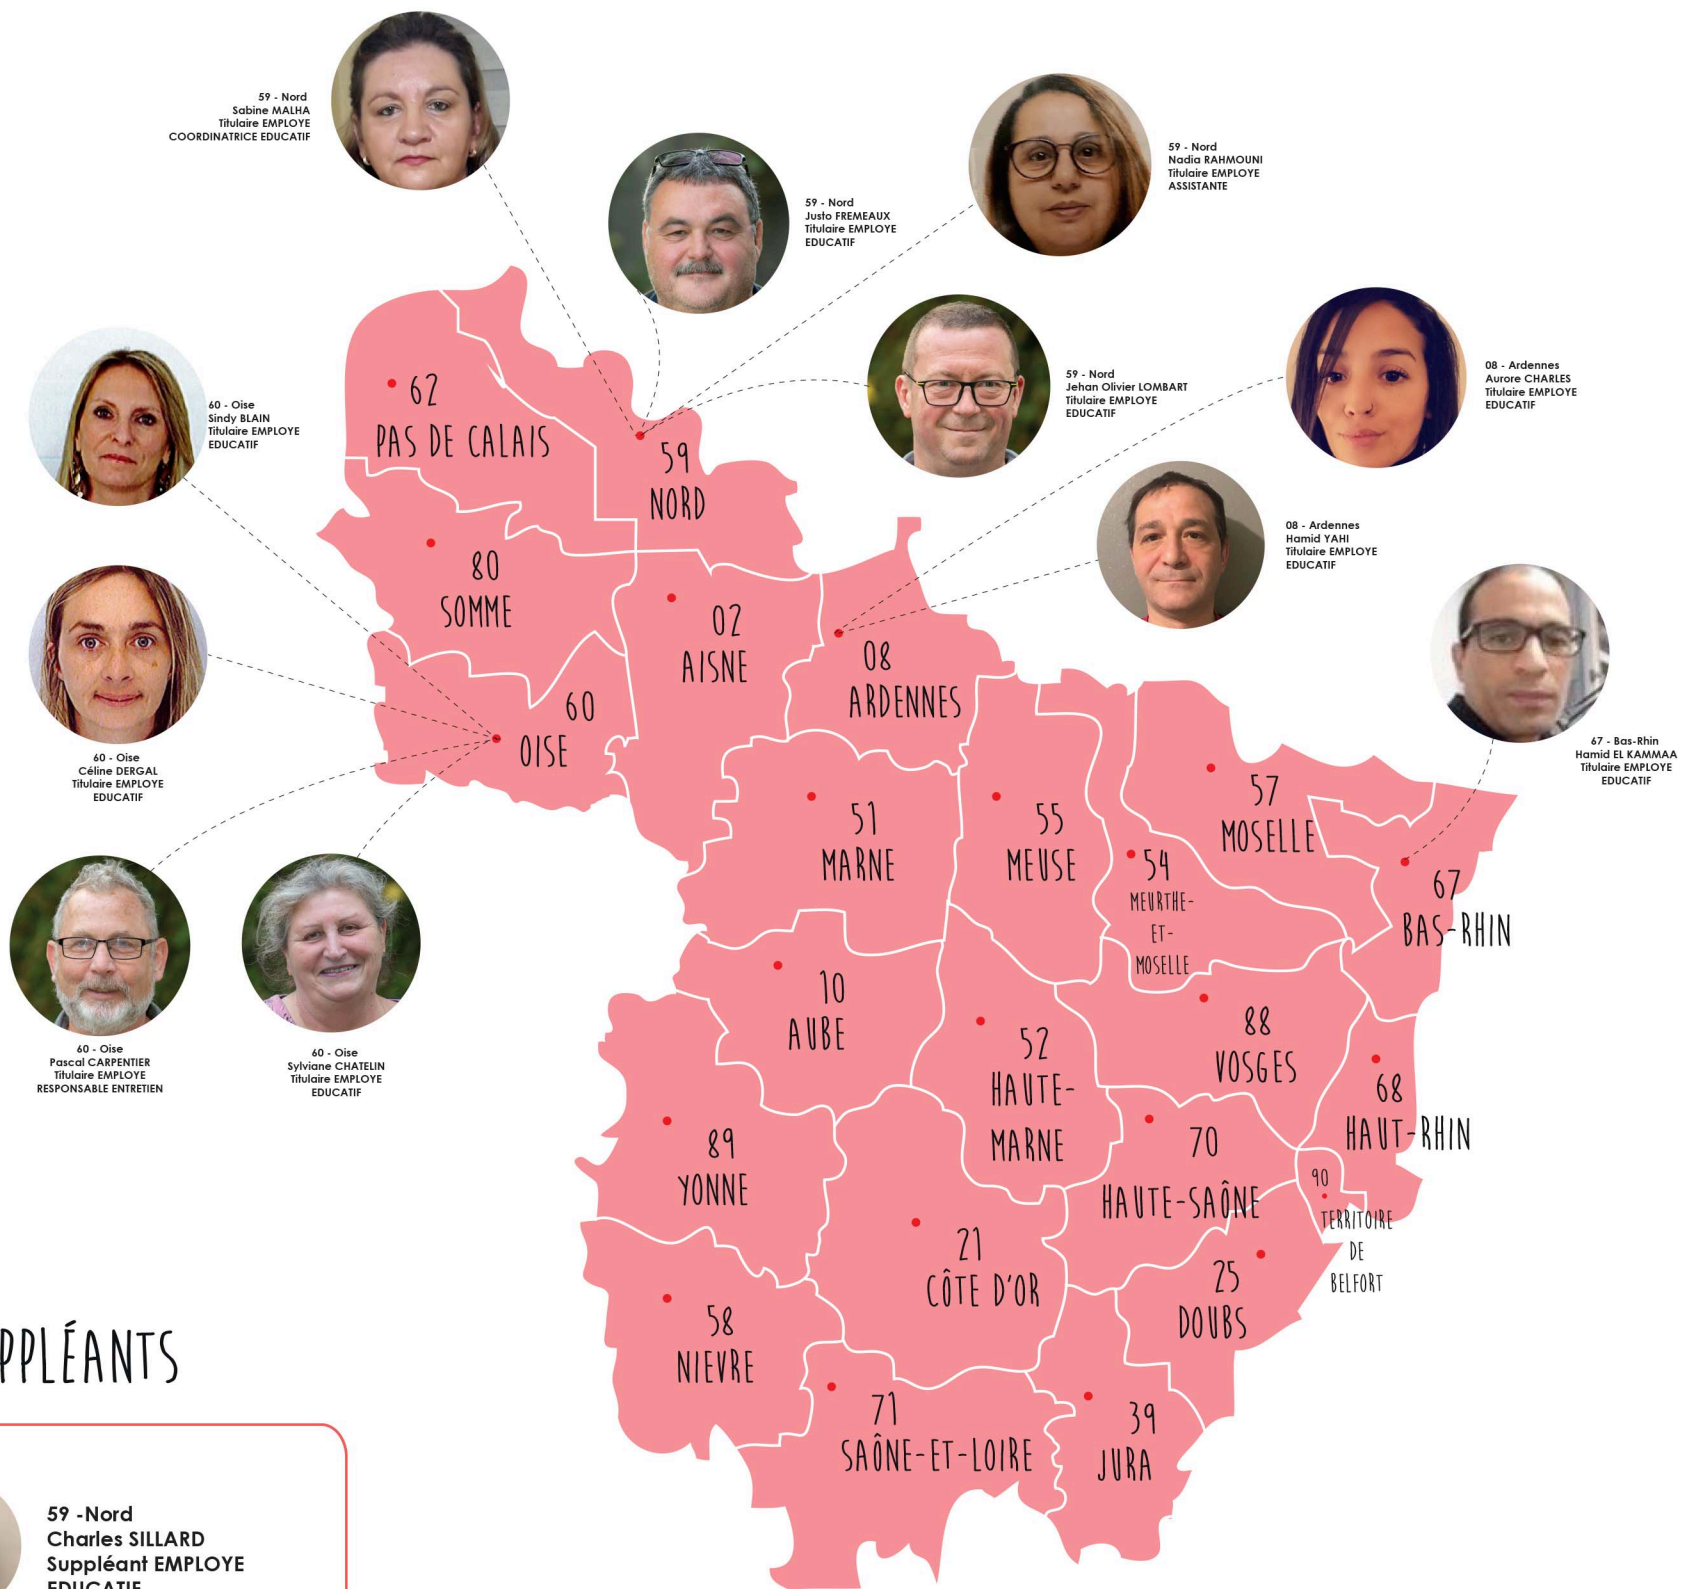 59 - Nord
Sabine MALHA
Titulaire EMPLOYE
COORDINATRICE EDUCATIF
59 - Nord
Justo FREMEAUX
Titulaire EMPLOYE
EDUCATIF
59 - Nord
Nadia RAHMOUNI
Titulaire EMPLOYE
ASSISTANTE
59 - Nord
Jehan Olivier LOMBART
Titulaire EMPLOYE
EDUCATIF
08 - Ardennes
Aurore CHARLES
Titulaire EMPLOYE
EDUCATIF
08 - Ardennes
Hamid YAHI
Titulaire EMPLOYE
EDUCATIF
67 - Bas-Rhin
Hamid EL KAMMAA
Titulaire EMPLOYE
EDUCATIF
60 - Oise
Sindy BLAIN
Titulaire EMPLOYE
EDUCATIF
60 - Oise
Céline DERGAL
Titulaire EMPLOYE
EDUCATIF
60 - Oise
Pascal CARPENTIER
Titulaire EMPLOYE
RESPONSABLE ENTRETIEN
60 - Oise
Sylviane CHATELIN
Titulaire EMPLOYE
EDUCATIF
62
PAS DE CALAIS
59
NORD
80
SOMME
02
AISNE
08
ARDENNES
60
OISE
51
MARNE
55
MEUSE
54
MEURTHE-
ET-
MOSELLE
57
MOSELLE
67
BAS-RHIN
10
AUBE
52
HAUTE-
MARNE
88
VOSGES
68
HAUT-RHIN
89
YONNE
70
HAUTE-SAÔNE
90
TERRITOIRE
DE
BELFORT
21
CÔTE D'OR
25
DOUBS
58
NIEVRE
71
SAÔNE-ET-LOIRE
39
JURA
PPLÉANTS
59 -Nord
Charles SILLARD
Suppléant EMPLOYE
EDUCATIF